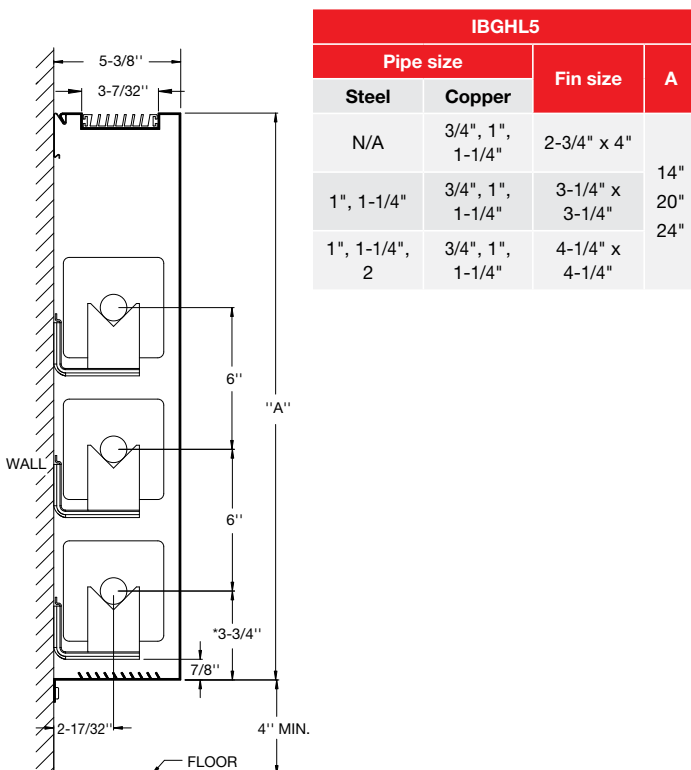 IBGHL5
Pipe size
Fin size
A
Steel
Copper
N/A
3/4", 1",
1-1/4"
2-3/4" x 4"
1", 1-1/4"
3/4", 1",
1-1/4"
3-1/4" x
3-1/4"
1", 1-1/4",
2
3/4", 1",
1-1/4"
4-1/4" x
4-1/4"
14"
20"
24"
5-3/8''
3-7/32''
6''
''A''
WALL
6''
*3-3/4''
7/8''
2-17/32''
4'' MIN.
FLOOR